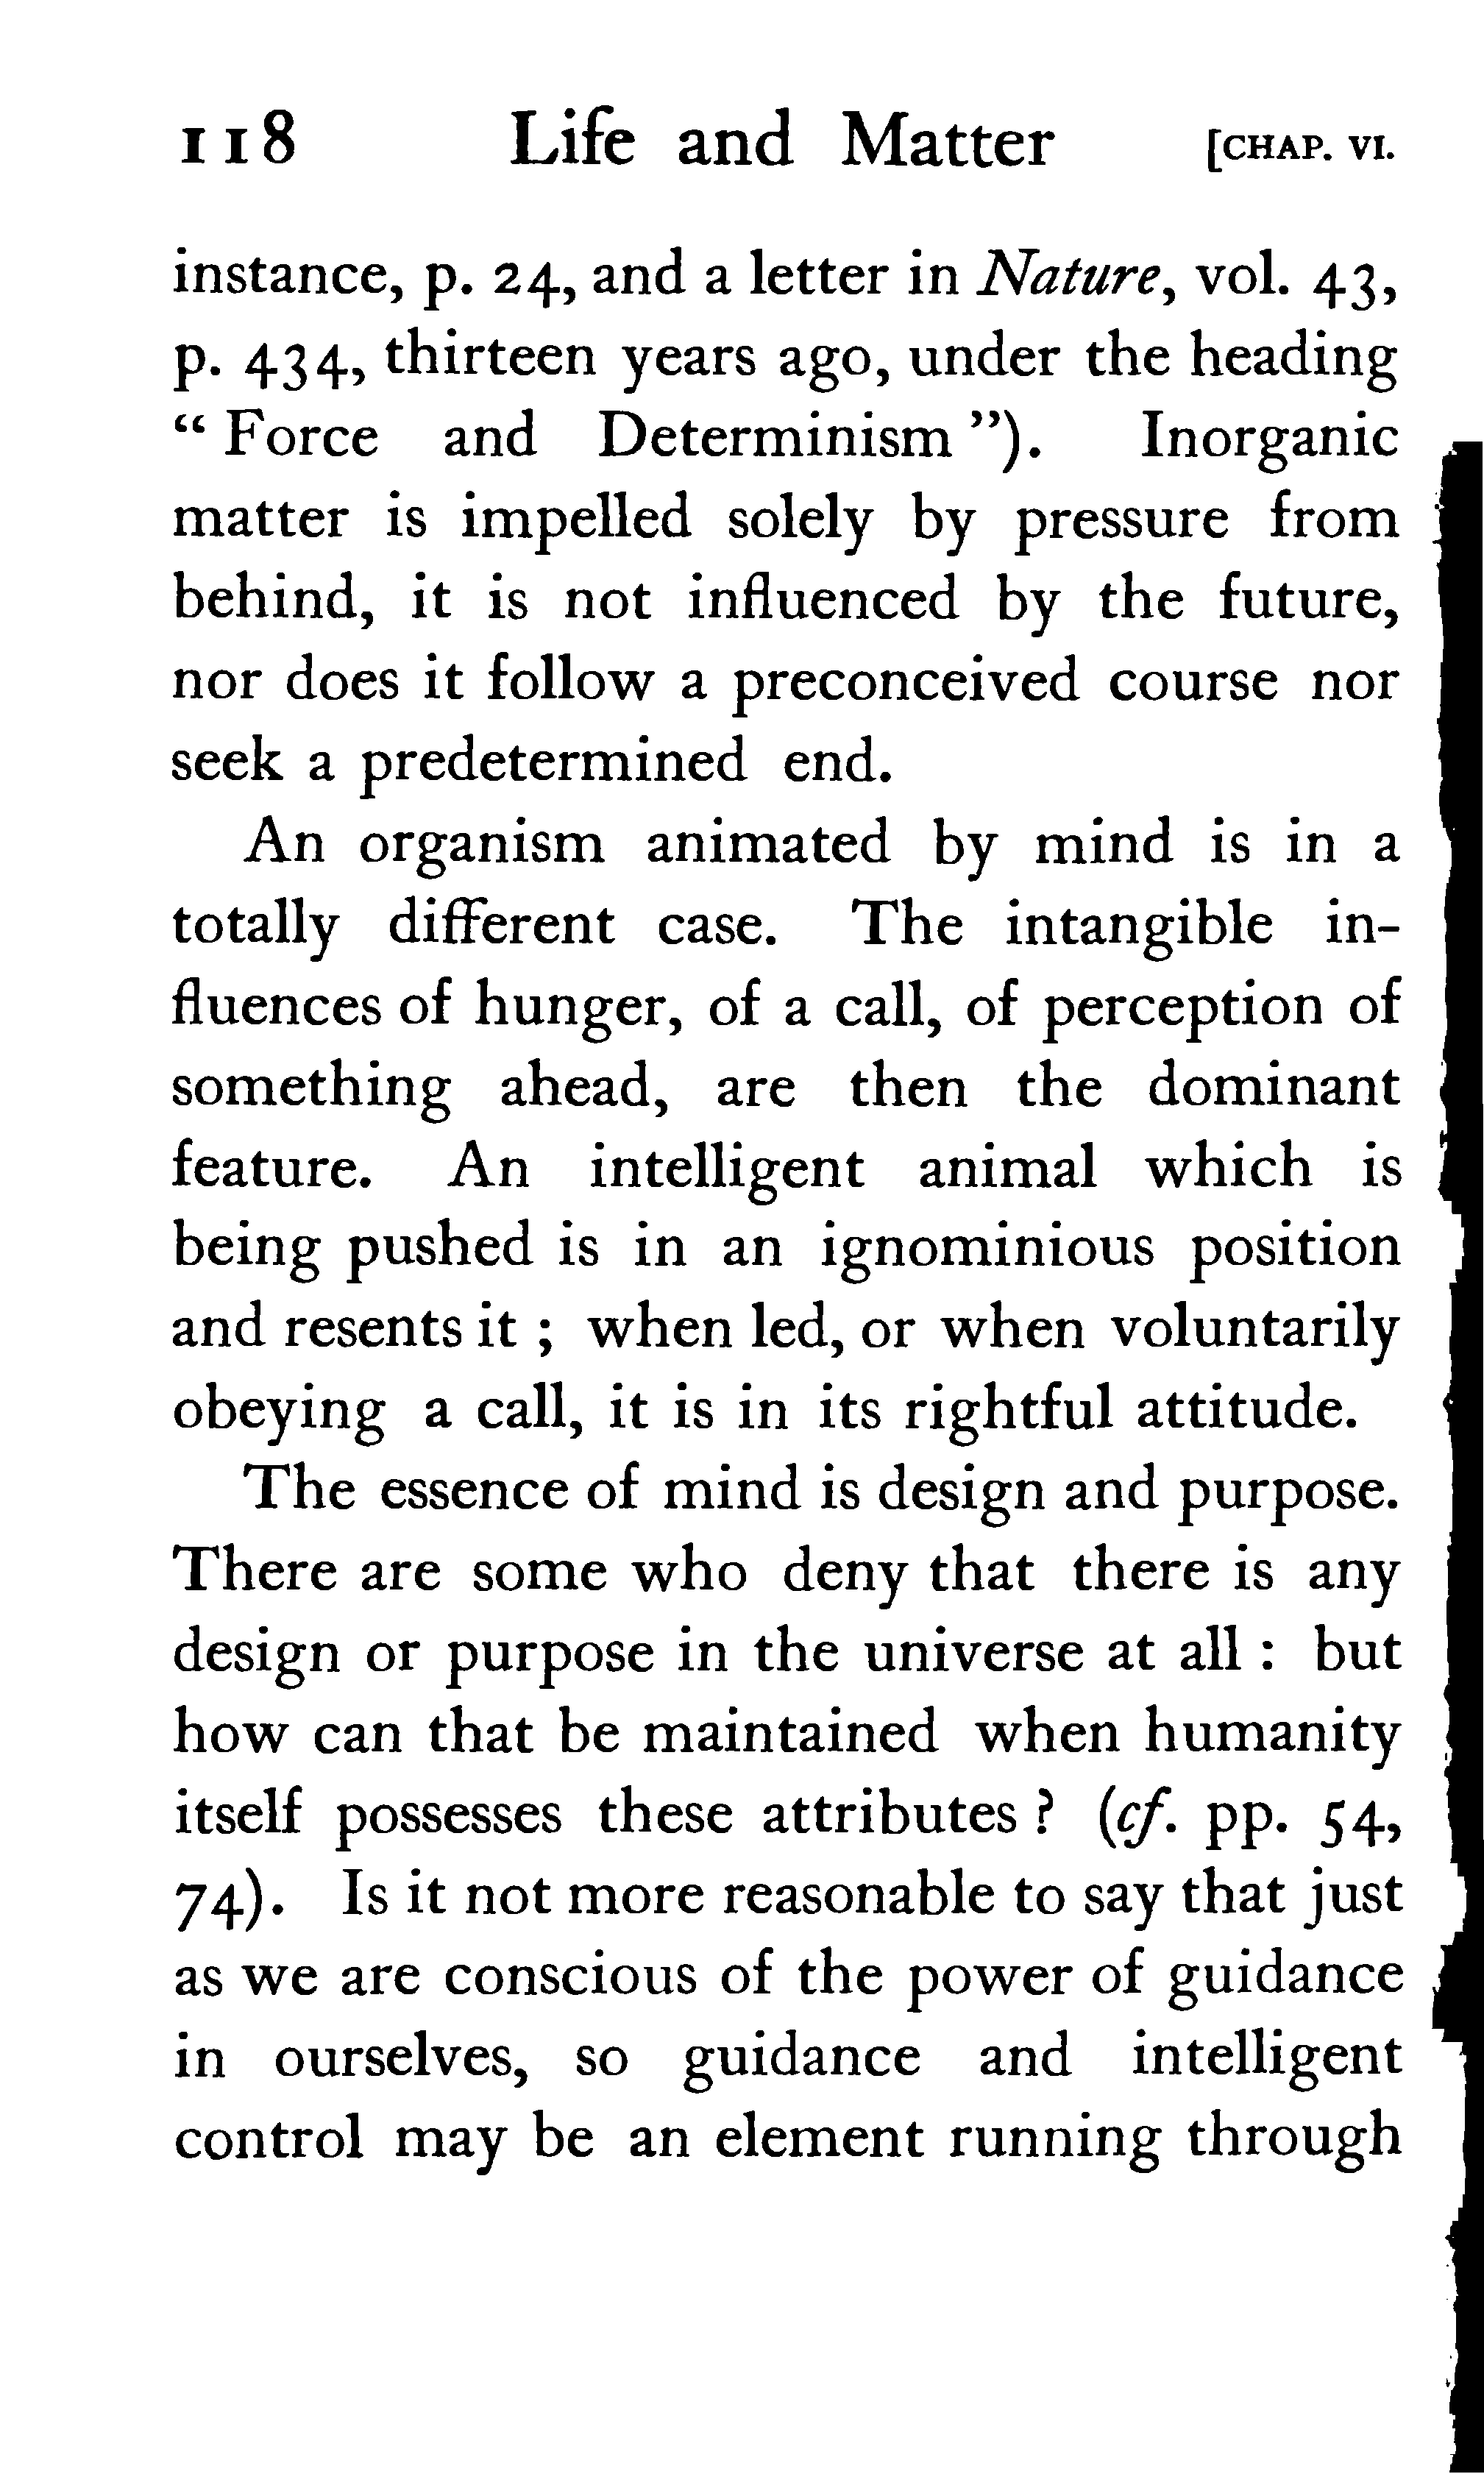 118 Life and Matter [CHAP. VI.
instance, p. 24, and a letter in Nature, vol. 43,
p. 434, thirteen years ago, under the heading
“ Force and Determinism ”). Inorganic
matter is impelled solely by pressure from
behind, it is not influenced by the future,
nor does it follow a preconceived course nor
seek a predetermined end.
An organism animated by mind is in a
totally different case. The intangible in-
fluences of hunger, of a call, of perception of
something ahead, are then the dominant
feature. An intelligent animal which is
being pushed is in an ignominious position
and resents it ; when led, or when voluntarily
obeying a call, it is in its rightful attitude.
The essence of mind is design and purpose.
There are some who deny that there is any
design or purpose in the universe at all : but
how can that be maintained when humanity
itself possesses these attributes ? (cf. pp. 54,
74). Is it not more reasonable to say that just
as we are conscious of the power of guidance
in ourselves, so guidance and intelligent
control may be an element running through